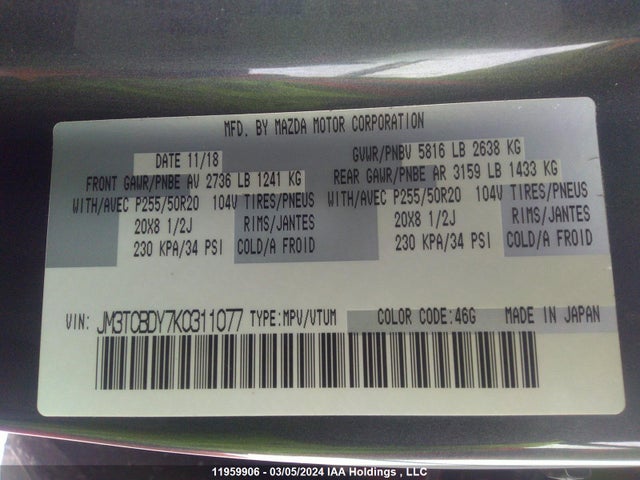 MFD. BY MAZDA MOTOR CORPORATION
DATE 11/18 GVWR/PNBV 5816 LB 2638 KG
FRONT GAWR/PNBE AV 2736 LB 1241 KG REAR GAWR/PNBE AR 3159 LB 1433 KG
WITH/AVEC P255/50R20 104V TIRES/PNEUS WITH/AVEC P255/50R20 104V TIRES/PNEUS
20X8 1/2J RIMS/JANTES 20X8 1/2J RIMS/JANTES
230 KPA/34 PSI COLD/A FROID 230 KPA/34 PSI COLD/A FROID
VIN: JM3TCBDY7K0311077 TYPE:MPV/VTUM COLOR CODE:46G MADE IN JAPAN
11959906 - 03/05/2024 IAA Holdings , LLC